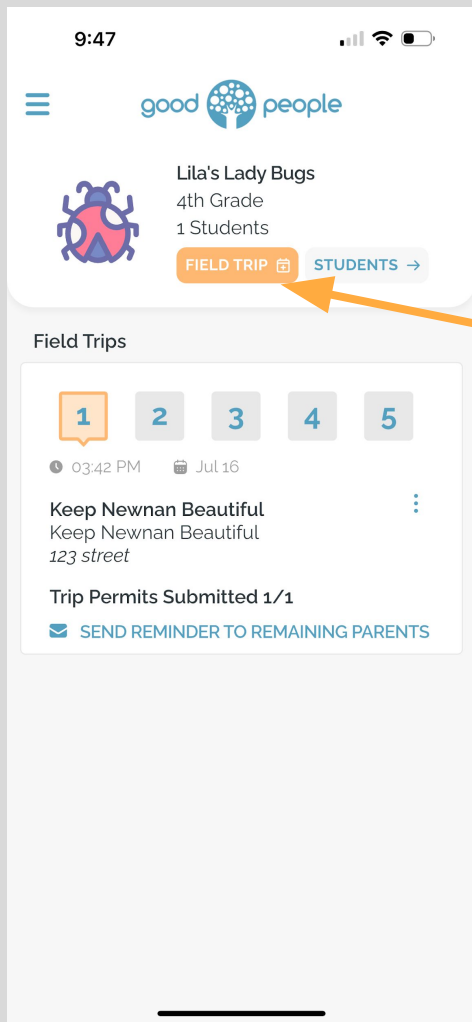 9:47
good people
Lila's Lady Bugs
4th Grade
1 Students
FIELD TRIP STUDENTS →
Field Trips
1 2 3 4 5
03:42 PM Jul 16
Keep Newnan Beautiful
Keep Newnan Beautiful
123 street
Trip Permits Submitted 1/1
SEND REMINDER TO REMAINING PARENTS